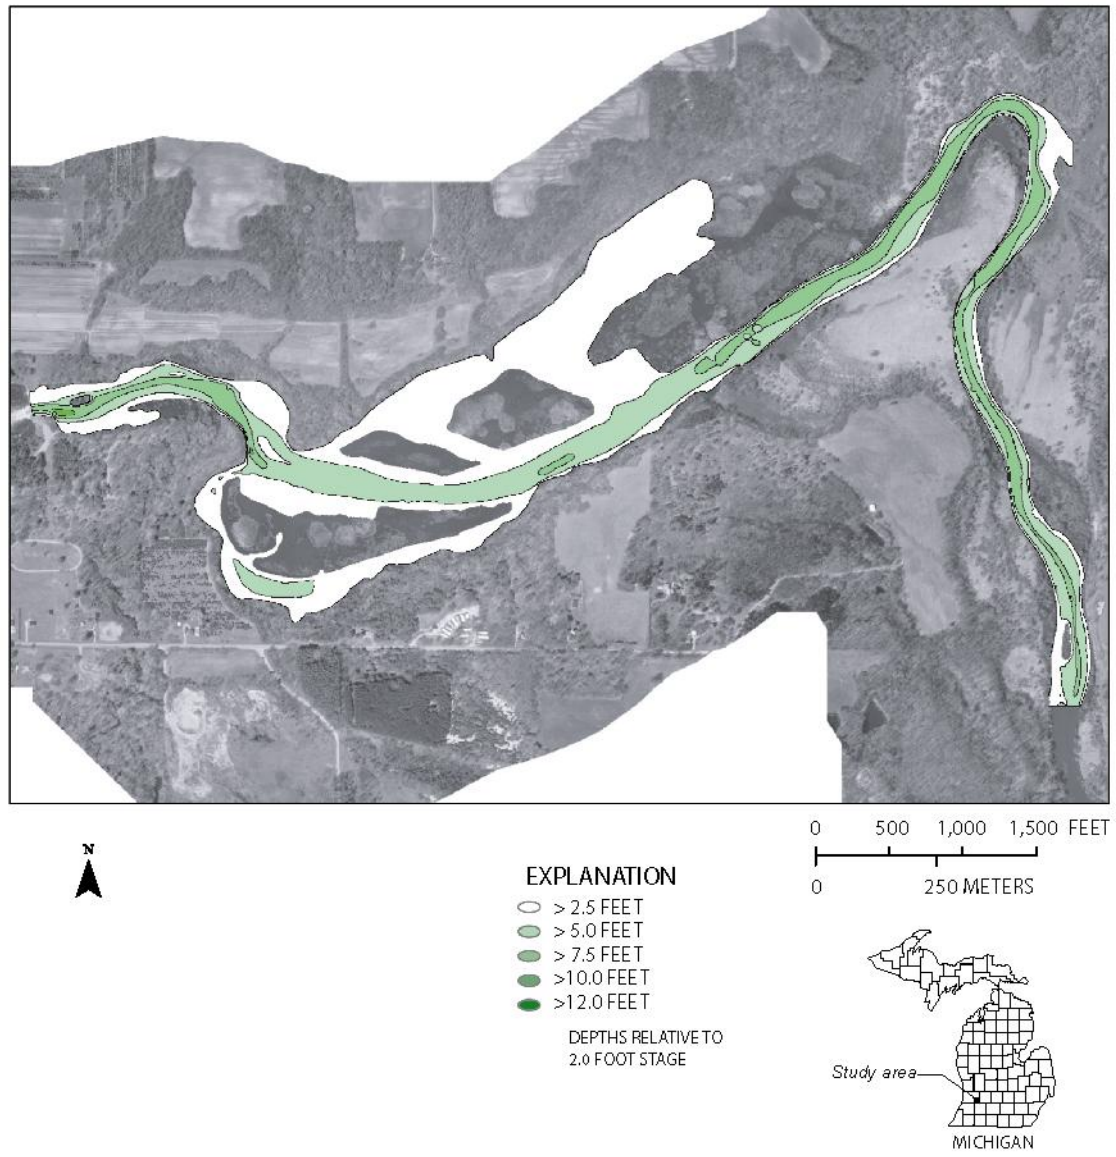 0 500 1,000 1,500 FEET
0 250 METERS
N
EXPLANATION
> 2.5 FEET
> 5.0 FEET
> 7.5 FEET
>10.0 FEET
>12.0 FEET
DEPTHS RELATIVE TO
2.0 FOOT STAGE
Study area
MICHIGAN